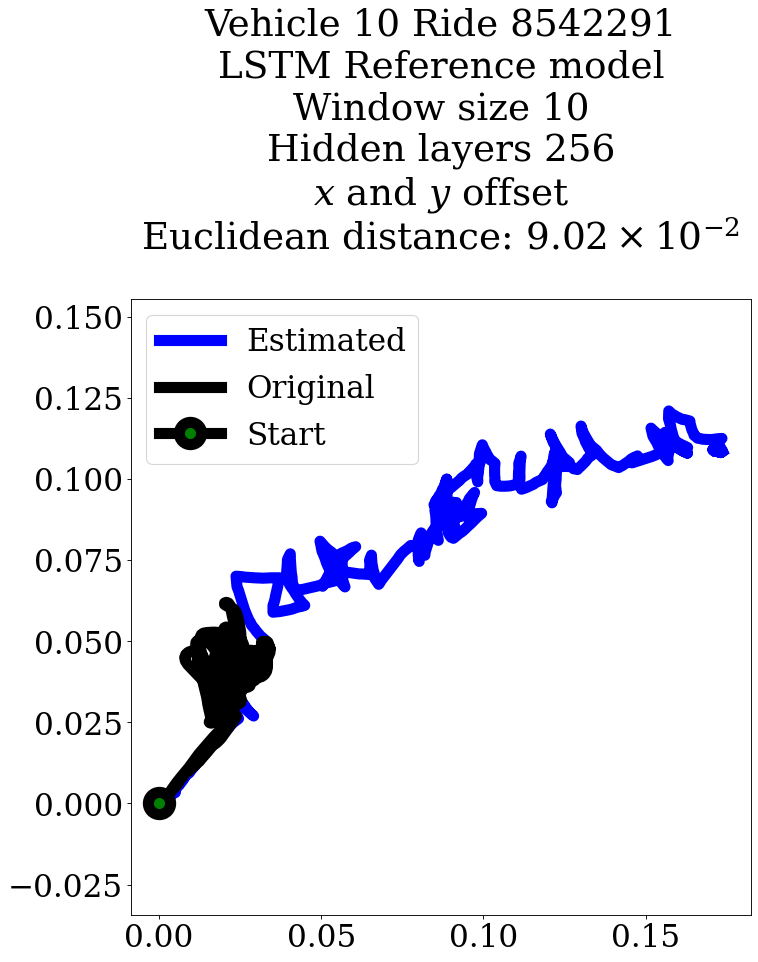 Vehicle 10 Ride 8542291
LSTM Reference model
Window size 10
Hidden layers 256
x and y offset
Euclidean distance: 9.02 × 10⁻²
Estimated
Original
Start
0.150
0.125
0.100
0.075
0.050
0.025
0.000
−0.025
0.00 0.05 0.10 0.15